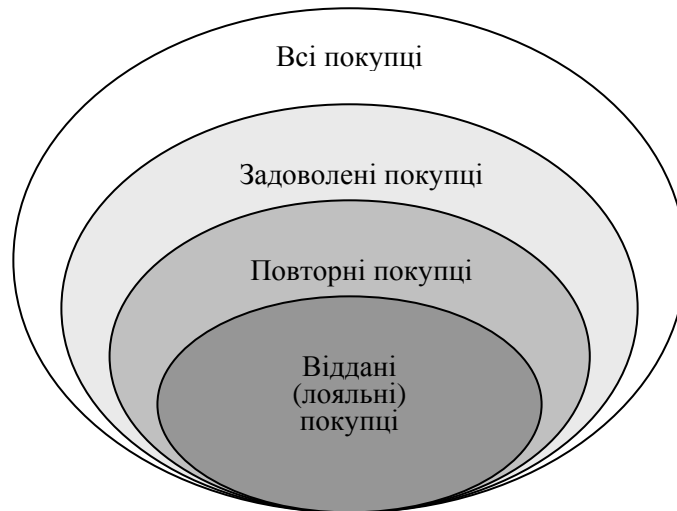 Всі покупці
Задоволені покупці
Повторні покупці
Віддані
(лояльні)
покупці